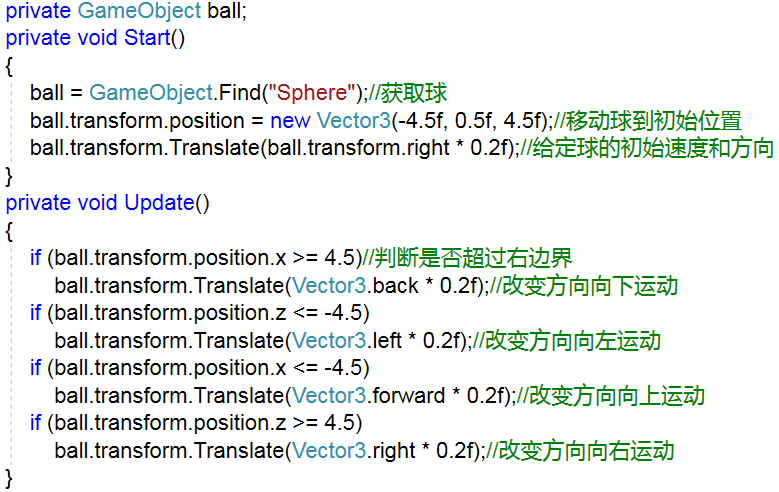 private GameObject ball;
private void Start()
{
ball = GameObject.Find("Sphere");//获取球
ball.transform.position = new Vector3(-4.5f, 0.5f, 4.5f);//移动球到初始位置
ball.transform.Translate(ball.transform.right * 0.2f);//给定球的初始速度和方向
}
private void Update()
{
if (ball.transform.position.x >= 4.5)//判断是否超过右边界
ball.transform.Translate(Vector3.back * 0.2f);//改变方向向下运动
if (ball.transform.position.z <= -4.5)
ball.transform.Translate(Vector3.left * 0.2f);//改变方向向左运动
if (ball.transform.position.x <= -4.5)
ball.transform.Translate(Vector3.forward * 0.2f);//改变方向向上运动
if (ball.transform.position.z >= 4.5)
ball.transform.Translate(Vector3.right * 0.2f);//改变方向向右运动
}